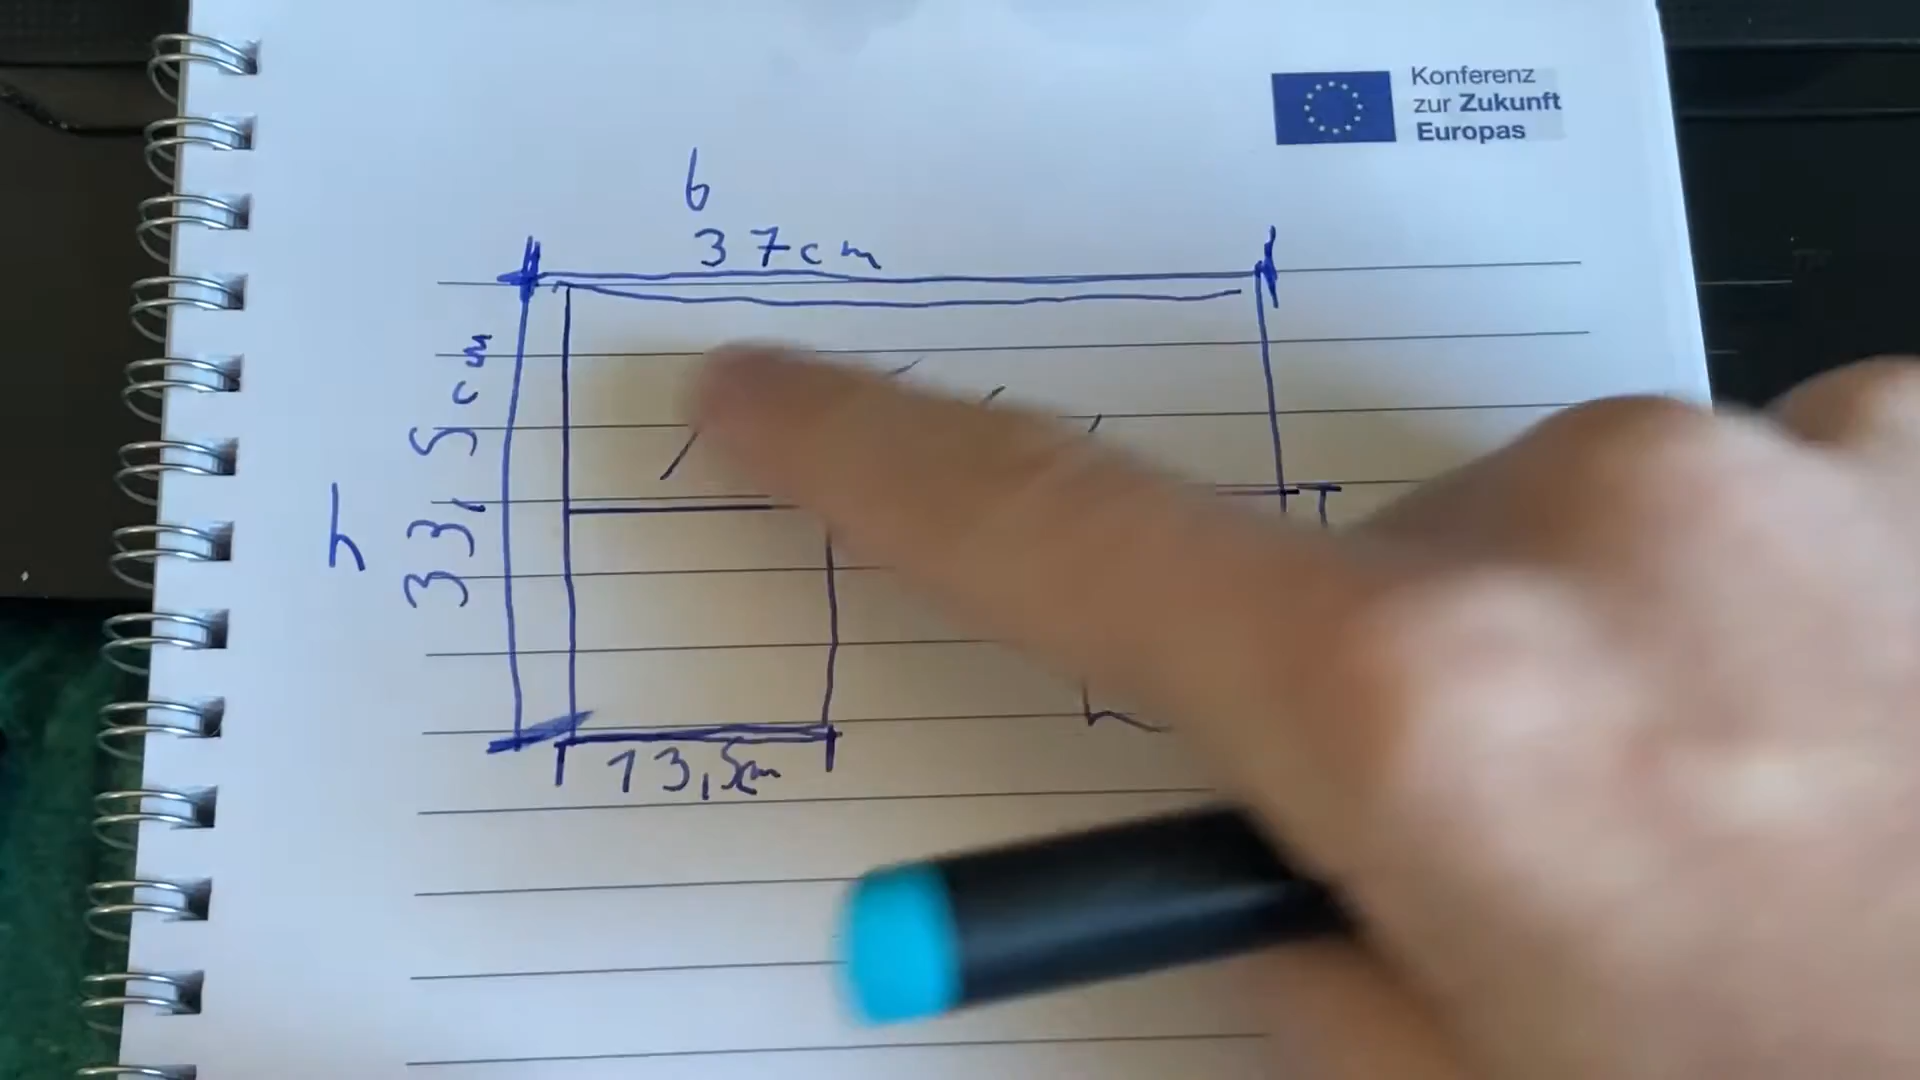 Konferenz
zur Zukunft
Europas
b
37cm
33,5cm
h
13,5cm